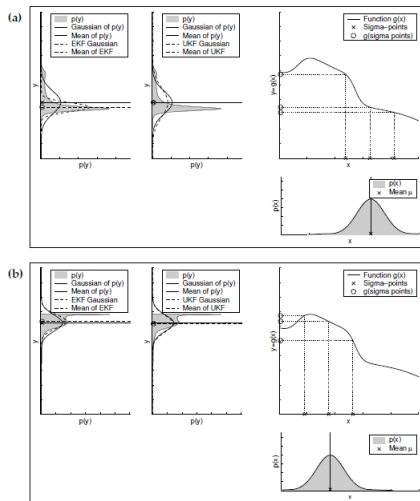 (a)
p(y)
Gaussian of p(y)
Mean of p(y)
EKF Gaussian
Mean of EKF
y
p(y)
p(y)
Gaussian of p(y)
Mean of p(y)
UKF Gaussian
Mean of UKF
y
p(y)
Function g(x)
Sigma-points
g(sigma points)
y=g(x)
x
p(x)
Mean μ
p(x)
x
(b)
p(y)
Gaussian of p(y)
Mean of p(y)
EKF Gaussian
Mean of EKF
y
p(y)
p(y)
Gaussian of p(y)
Mean of p(y)
UKF Gaussian
Mean of UKF
y
p(y)
Function g(x)
Sigma-points
g(sigma points)
y=g(x)
x
p(x)
Mean μ
p(x)
x